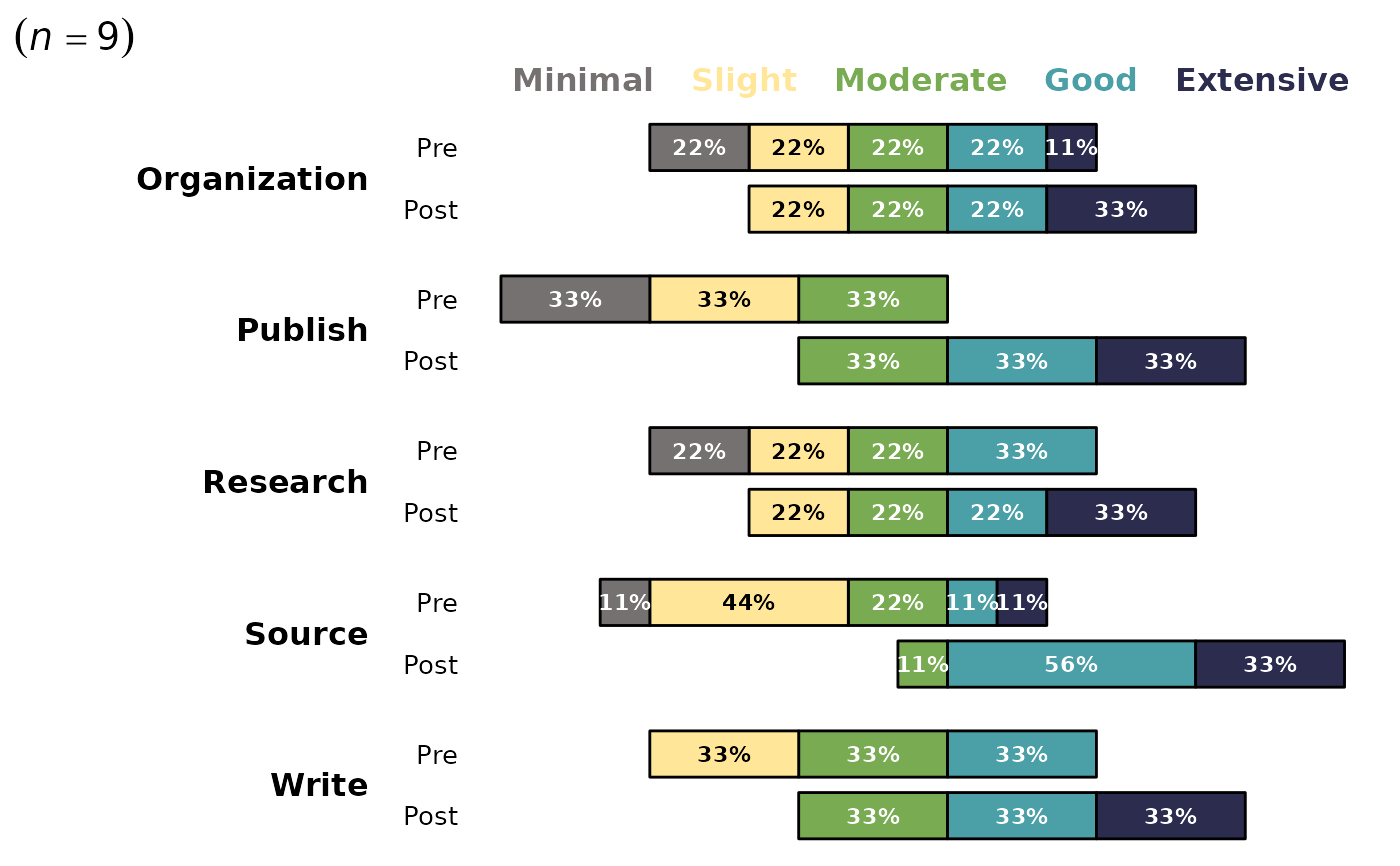 (n = 9)
Minimal Slight Moderate Good Extensive
Organization
Pre 22% 22% 22% 22% 11%
Post 22% 22% 22% 33%
Publish
Pre 33% 33% 33%
Post 33% 33% 33%
Research
Pre 22% 22% 22% 33%
Post 22% 22% 22% 33%
Source
Pre 11% 44% 22% 11% 11%
Post 11% 56% 33%
Write
Pre 33% 33% 33%
Post 33% 33% 33%